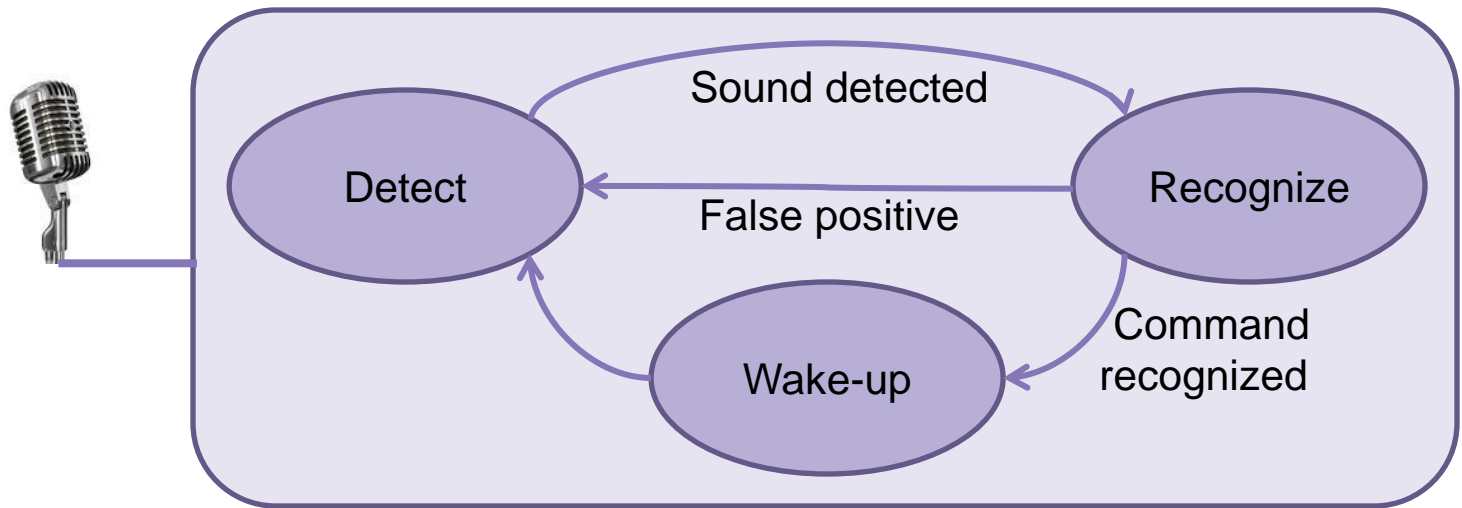 Sound detected
Detect
Recognize
False positive
Command
recognized
Wake-up